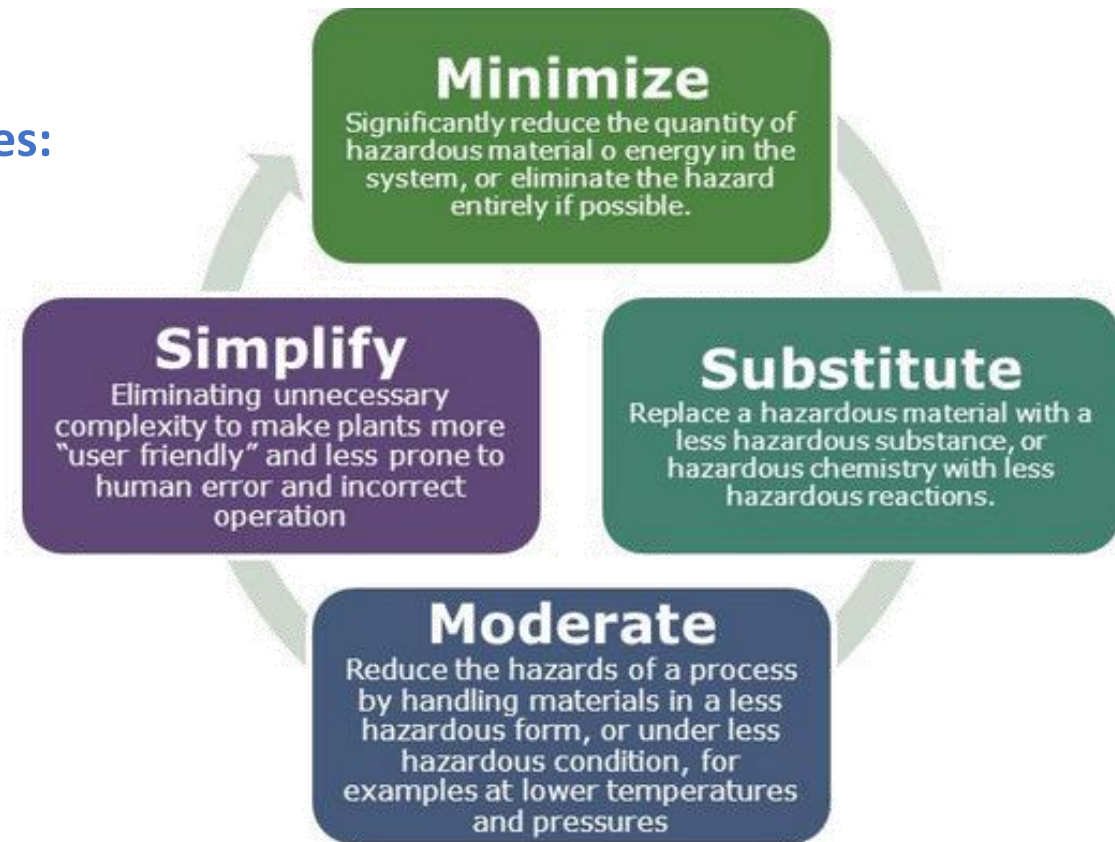 es:
Minimize
Significantly reduce the quantity of
hazardous material o energy in the
system, or eliminate the hazard
entirely if possible.
Substitute
Replace a hazardous material with a
less hazardous substance, or
hazardous chemistry with less
hazardous reactions.
Moderate
Reduce the hazards of a process
by handling materials in a less
hazardous form, or under less
hazardous condition, for
examples at lower temperatures
and pressures
Simplify
Eliminating unnecessary
complexity to make plants more
“user friendly” and less prone to
human error and incorrect
operation